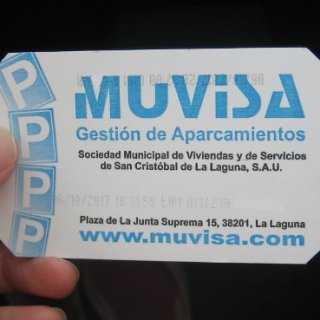 P
P
P
P
MUViSA
Gestión de Aparcamientos
Sociedad Municipal de Viviendas y de Servicios
de San Cristóbal de La Laguna, S.A.U.
Plaza de La Junta Suprema 15, 38201, La Laguna
www.muvisa.com